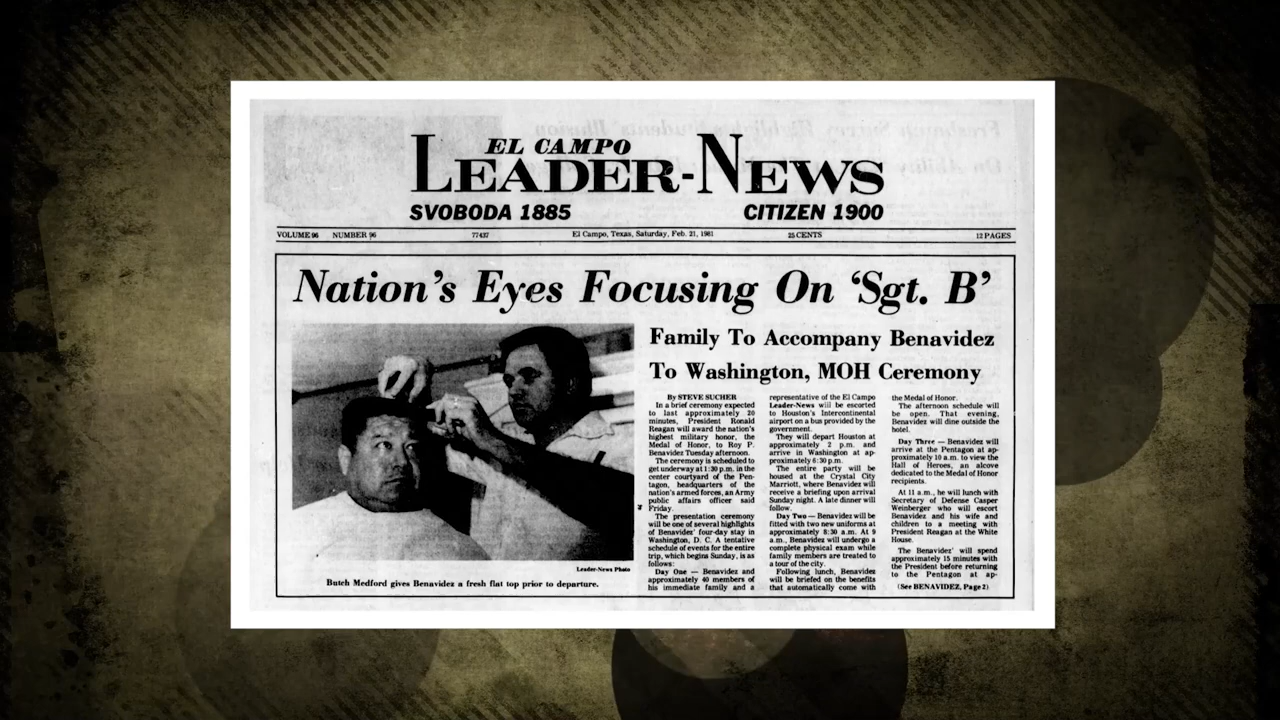 EL CAMPO
LEADER-NEWS
SVOBODA 1885 CITIZEN 1900
VOLUME 96 NUMBER 96 77437 El Campo, Texas, Saturday, Feb. 21, 1981 25 CENTS 12 PAGES
Nation's Eyes Focusing On 'Sgt. B'
Family To Accompany Benavidez
To Washington, MOH Ceremony
By STEVE SUCHER
In a brief ceremony expected
to last approximately 20
minutes, President Ronald
Reagan will award the nation's
highest military honor, the
Medal of Honor, to Roy P.
Benavidez Tuesday afternoon.
The ceremony is scheduled to
get underway at 1:30 p.m. in the
center courtyard of the Pen-
tagon, headquarters of the
nation's armed forces, an Army
public affairs officer said
Friday.
The presentation ceremony
will be one of several highlights
of Benavidez' four-day stay in
Washington, D. C. A tentative
schedule of events for the entire
trip, which begins Sunday, is as
follows:
Day One — Benavidez and
approximately 40 members of
his immediate family and a
representative of the El Campo
Leader-News will be escorted
to Houston's Intercontinental
airport on a bus provided by the
government.
They will depart Houston at
approximately 2 p.m. and
arrive in Washington at ap-
proximately 6:30 p.m.
The entire party will be
housed at the Crystal City
Marriott, where Benavidez will
receive a briefing upon arrival
Sunday night. A late dinner will
follow.
Day Two — Benavidez will be
fitted with two new uniforms at
approximately 8:30 a.m. At 9
a.m., Benavidez will undergo a
complete physical exam while
family members are treated to
a tour of the city.
Following lunch, Benavidez
will be briefed on the benefits
that automatically come with
the Medal of Honor.
The afternoon schedule will
be open. That evening,
Benavidez will dine outside the
hotel.
Day Three — Benavidez will
arrive at the Pentagon at ap-
proximately 10 a.m. to view the
Hall of Heroes, an alcove
dedicated to the Medal of Honor
recipients.
At 11 a.m., he will lunch with
Secretary of Defense Casper
Weinberger who will escort
Benavidez and his wife and
children to a meeting with
President Reagan at the White
House.
The Benavidez' will spend
approximately 15 minutes with
the President before returning
to the Pentagon at ap-
(See BENAVIDEZ, Page 2)
Leader-News Photo
Butch Medford gives Benavidez a fresh flat top prior to departure.